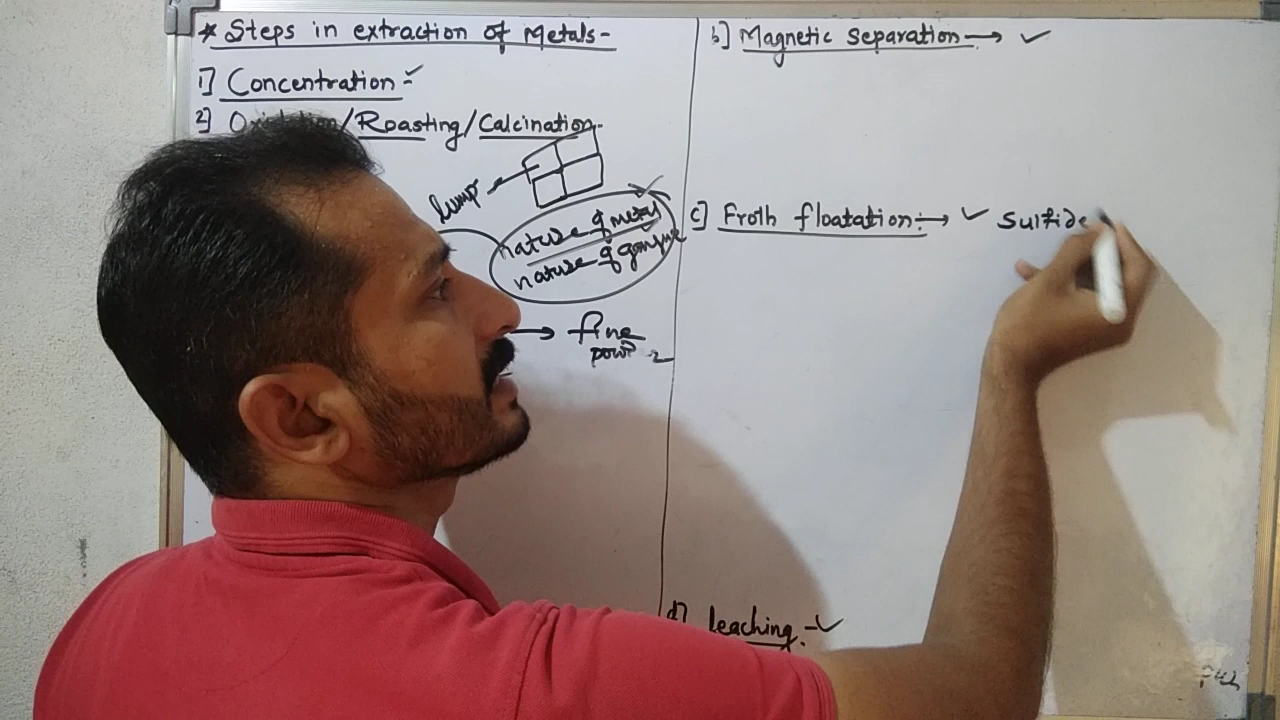 * Steps in extraction of Metals-
1] Concentration -
2] /Roasting/Calcination-
lump
nature of metal
nature of gangue
fine
b] Magnetic Separation →
c] Froth floatation:→ Sulfide
d] leaching -